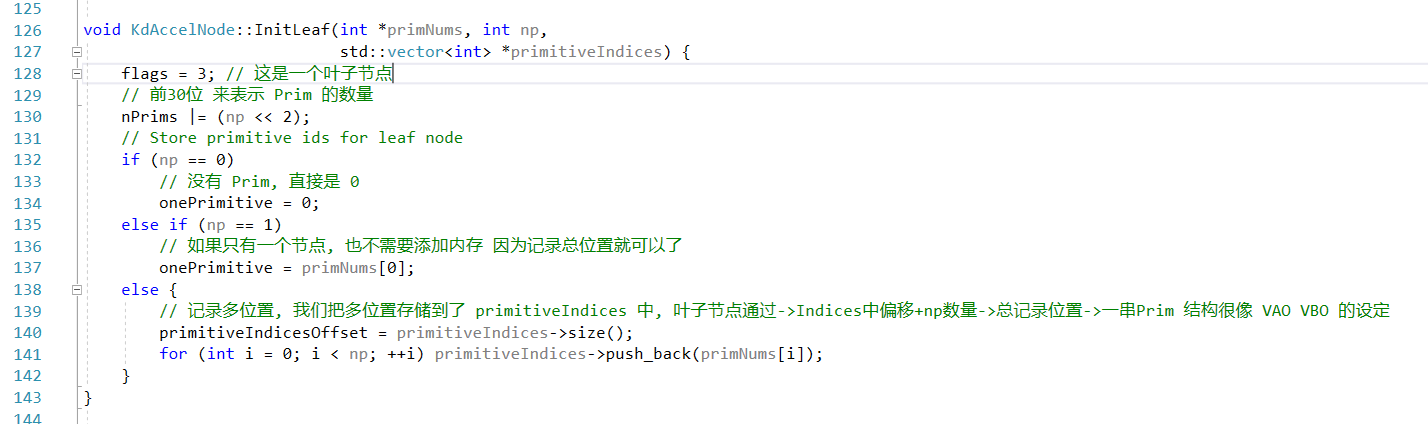 125
126 void KdAccelNode::InitLeaf(int *primNums, int np,
127 std::vector<int> *primitiveIndices) {
128 flags = 3; // 这是一个叶子节点
129 // 前30位 来表示 Prim 的数量
130 nPrims |= (np << 2);
131 // Store primitive ids for leaf node
132 if (np == 0)
133 // 没有 Prim, 直接是 0
134 onePrimitive = 0;
135 else if (np == 1)
136 // 如果只有一个节点, 也不需要添加内存 因为记录总位置就可以了
137 onePrimitive = primNums[0];
138 else {
139 // 记录多位置, 我们把多位置存储到了 primitiveIndices 中, 叶子节点通过->Indices中偏移+np数量->总记录位置->一串Prim 结构很像 VAO VBO 的设定
140 primitiveIndicesOffset = primitiveIndices->size();
141 for (int i = 0; i < np; ++i) primitiveIndices->push_back(primNums[i]);
142 }
143 }
144